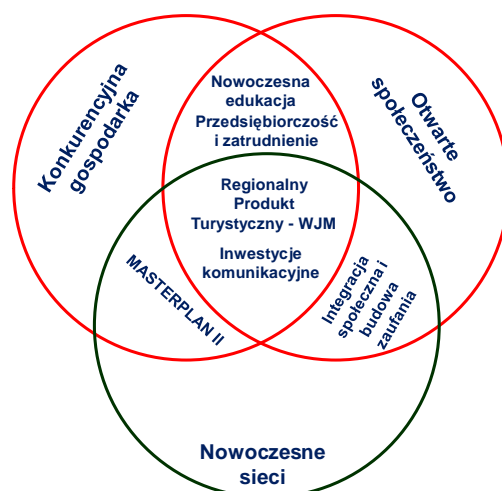 Konkurencyjna
gospodarka
Nowoczesna
edukacja
Przedsiębiorczość
i zatrudnienie
Otwarte
społeczeństwo
Regionalny
Produkt
Turystyczny - WJM
Inwestycje
komunikacyjne
MASTERPLAN II
Integracja
społeczna i
budowa
zaufania
Nowoczesne
sieci